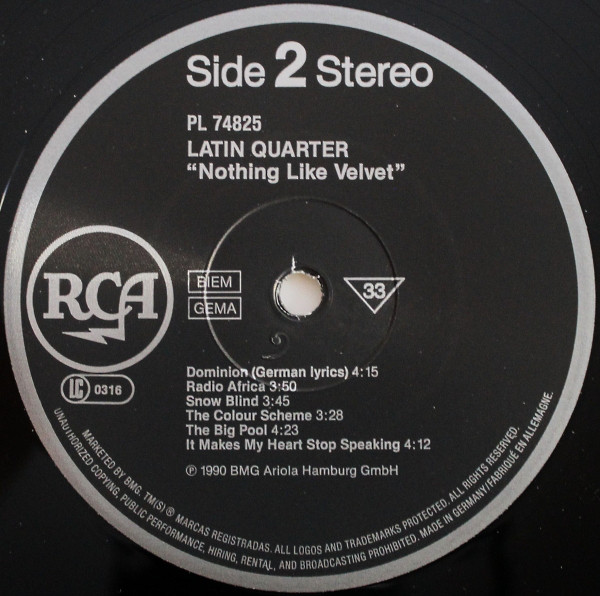 Side 2 Stereo
PL 74825
LATIN QUARTER
“Nothing Like Velvet”
RCA
BIEM
GEMA
33
LC 0316
Dominion (German lyrics) 4:15
Radio Africa 3:50
Snow Blind 3:45
The Colour Scheme 3:28
The Big Pool 4:23
It Makes My Heart Stop Speaking 4:12
℗ 1990 BMG Ariola Hamburg GmbH
MARKETED BY BMG. TM(S) ® MARCAS REGISTRADAS. ALL LOGOS AND TRADEMARKS PROTECTED. ALL RIGHTS RESERVED.
UNAUTHORIZED COPYING, PUBLIC PERFORMANCE, HIRING, RENTAL, AND BROADCASTING PROHIBITED. MADE IN GERMANY/FABRIQUÉ EN ALLEMAGNE.